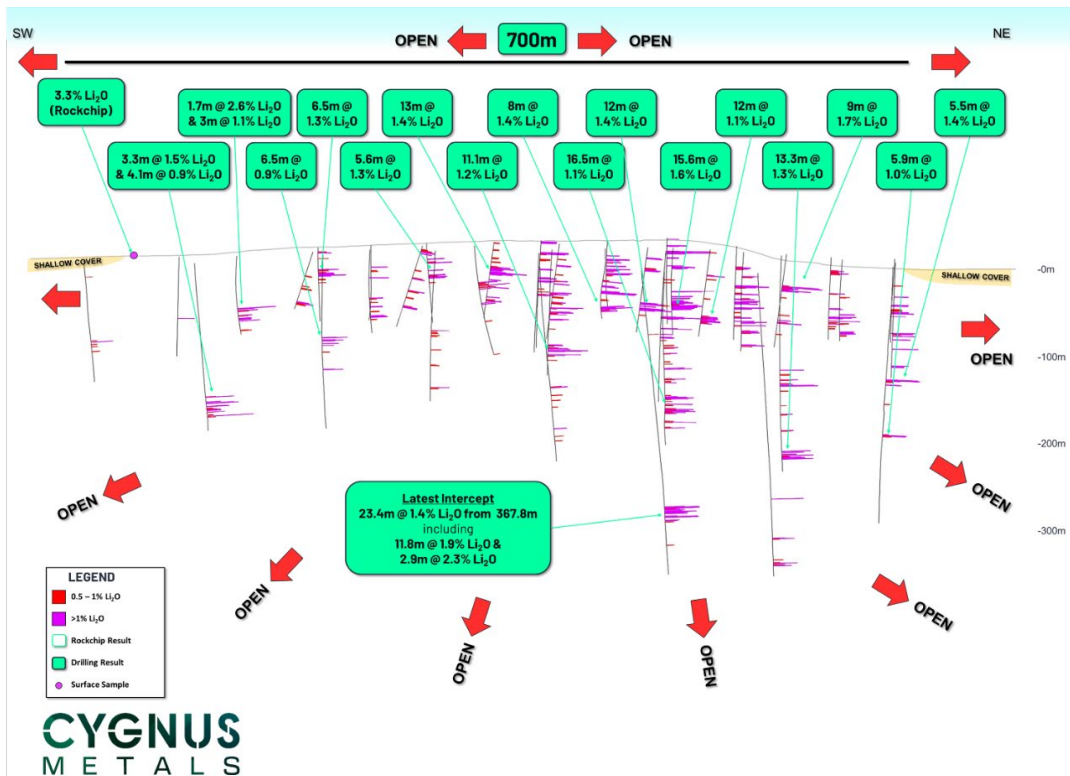 SW
OPEN
700m
OPEN
NE
3.3% Li₂O
(Rockchip)
1.7m @ 2.6% Li₂O
& 3m @ 1.1% Li₂O
6.5m @
1.3% Li₂O
13m @
1.4% Li₂O
8m @
1.4% Li₂O
12m @
1.4% Li₂O
12m @
1.1% Li₂O
9m @
1.7% Li₂O
5.5m @
1.4% Li₂O
3.3m @ 1.5% Li₂O
& 4.1m @ 0.9% Li₂O
6.5m @
0.9% Li₂O
5.6m @
1.3% Li₂O
11.1m @
1.2% Li₂O
16.5m @
1.1% Li₂O
15.6m @
1.6% Li₂O
13.3m @
1.3% Li₂O
5.9m @
1.0% Li₂O
SHALLOW COVER
SHALLOW COVER
-0m
OPEN
-100m
-200m
-300m
OPEN
OPEN
OPEN
OPEN
OPEN
OPEN
Latest Intercept
23.4m @ 1.4% Li₂O from 367.8m
including
11.8m @ 1.9% Li₂O &
2.9m @ 2.3% Li₂O
LEGEND
0.5 – 1% Li₂O
>1% Li₂O
Rockchip Result
Drilling Result
Surface Sample
CYGNUS
METALS